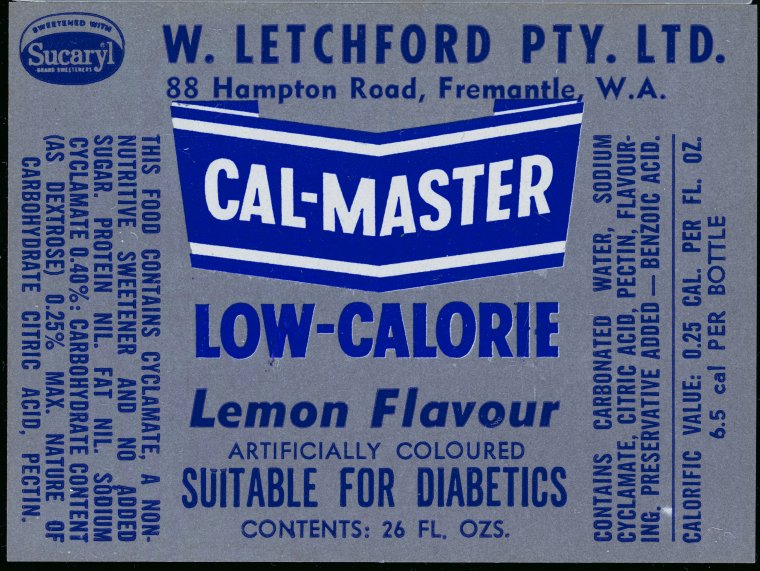 SWEETENED WITH
Sucaryl
BRAND SWEETENERS
W. LETCHFORD PTY. LTD.
88 Hampton Road, Fremantle, W.A.
CAL-MASTER
LOW-CALORIE
Lemon Flavour
ARTIFICIALLY COLOURED
SUITABLE FOR DIABETICS
CONTENTS: 26 FL. OZS.
THIS FOOD CONTAINS CYCLAMATE, A NON-
NUTRITIVE SWEETENER AND NO ADDED
SUGAR. PROTEIN NIL. FAT NIL. SODIUM
CYCLAMATE 0.40%: CARBOHYDRATE CONTENT
(AS DEXTROSE) 0.25% MAX. NATURE OF
CARBOHYDRATE CITRIC ACID, PECTIN.
CONTAINS CARBONATED WATER, SODIUM
CYCLAMATE, CITRIC ACID, PECTIN, FLAVOUR-
ING. PRESERVATIVE ADDED — BENZOIC ACID.
CALORIFIC VALUE: 0.25 CAL. PER FL. OZ.
6.5 cal PER BOTTLE